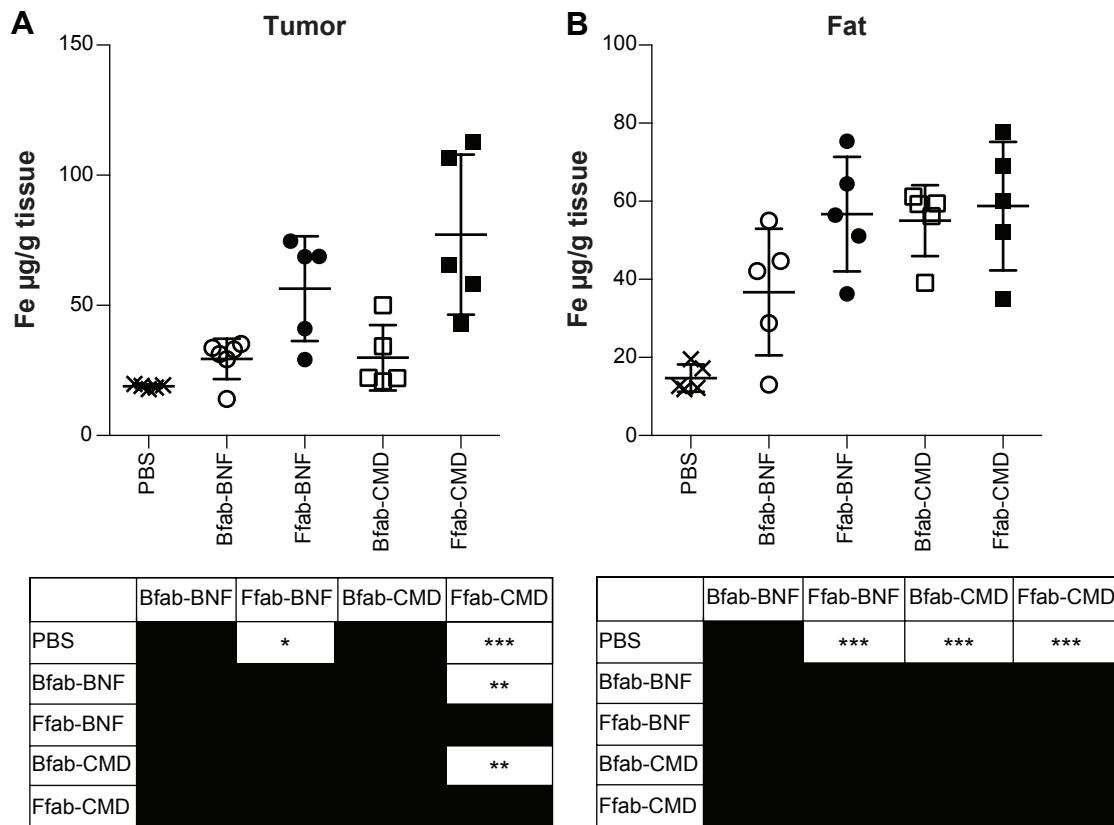 A
Tumor
Fe µg/g tissue
150
100
50
0
PBS
Bfab-BNF
Ffab-BNF
Bfab-CMD
Ffab-CMD
Bfab-BNF Ffab-BNF Bfab-CMD Ffab-CMD
PBS * ***
Bfab-BNF **
Ffab-BNF
Bfab-CMD **
Ffab-CMD
B
Fat
Fe µg/g tissue
100
80
60
40
20
0
PBS
Bfab-BNF
Ffab-BNF
Bfab-CMD
Ffab-CMD
Bfab-BNF Ffab-BNF Bfab-CMD Ffab-CMD
PBS *** *** ***
Bfab-BNF
Ffab-BNF
Bfab-CMD
Ffab-CMD